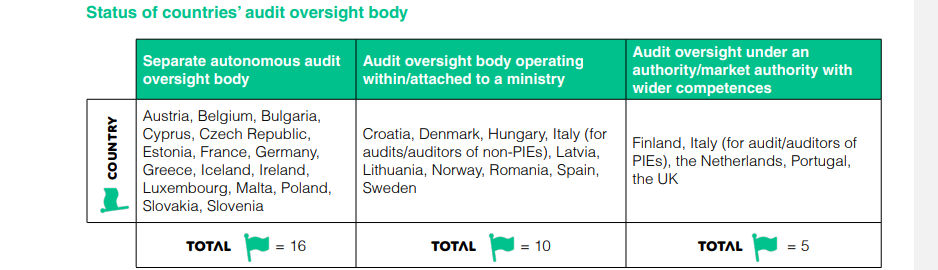 Status of countries' audit oversight body
Separate autonomous audit
oversight body
Audit oversight body operating
within/attached to a ministry
Audit oversight under an
authority/market authority with
wider competences
COUNTRY
Austria, Belgium, Bulgaria,
Cyprus, Czech Republic,
Estonia, France, Germany,
Greece, Iceland, Ireland,
Luxembourg, Malta, Poland,
Slovakia, Slovenia
Croatia, Denmark, Hungary, Italy (for
audits/auditors of non-PIEs), Latvia,
Lithuania, Norway, Romania, Spain,
Sweden
Finland, Italy (for audit/auditors of
PIEs), the Netherlands, Portugal,
the UK
TOTAL = 16
TOTAL = 10
TOTAL = 5